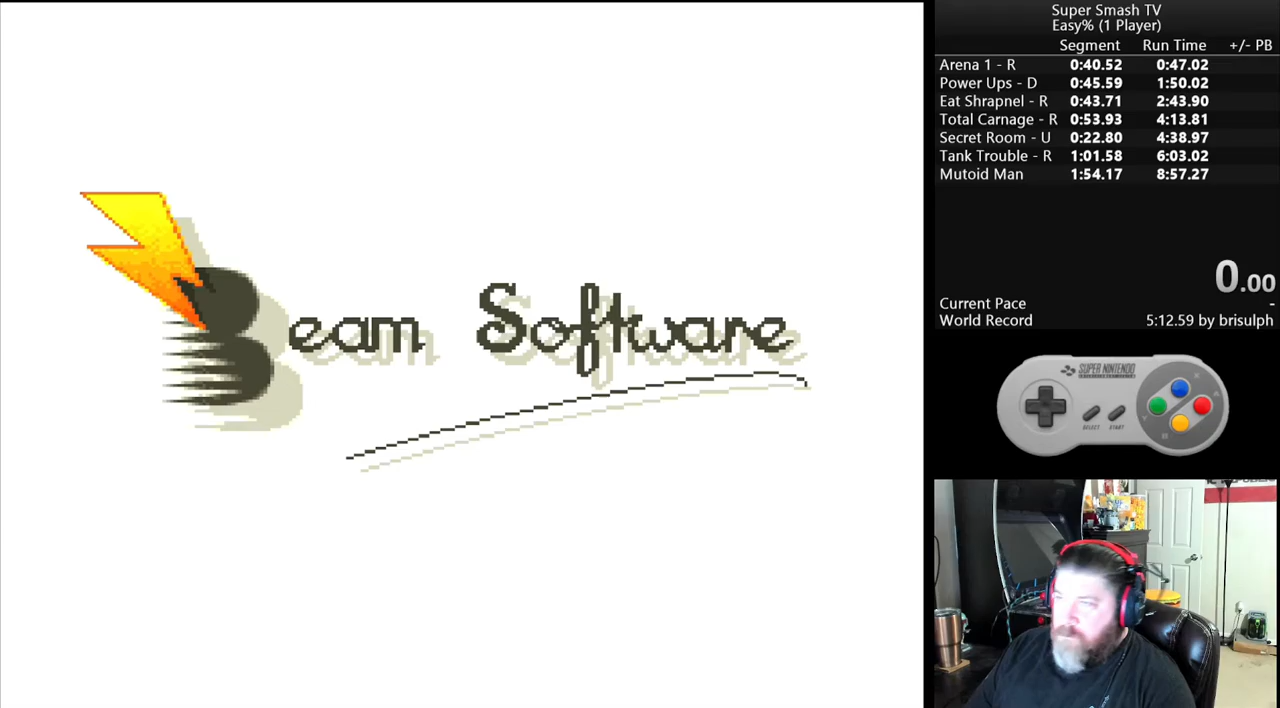 Super Smash TV
Easy% (1 Player)
Segment Run Time +/- PB
Arena 1 - R 0:40.52 0:47.02
Power Ups - D 0:45.59 1:50.02
Eat Shrapnel - R 0:43.71 2:43.90
Total Carnage - R 0:53.93 4:13.81
Secret Room - U 0:22.80 4:38.97
Tank Trouble - R 1:01.58 6:03.02
Mutoid Man 1:54.17 8:57.27
Beam Software
0.00
Current Pace -
World Record 5:12.59 by brisulph
SUPER NINTENDO
SELECT START